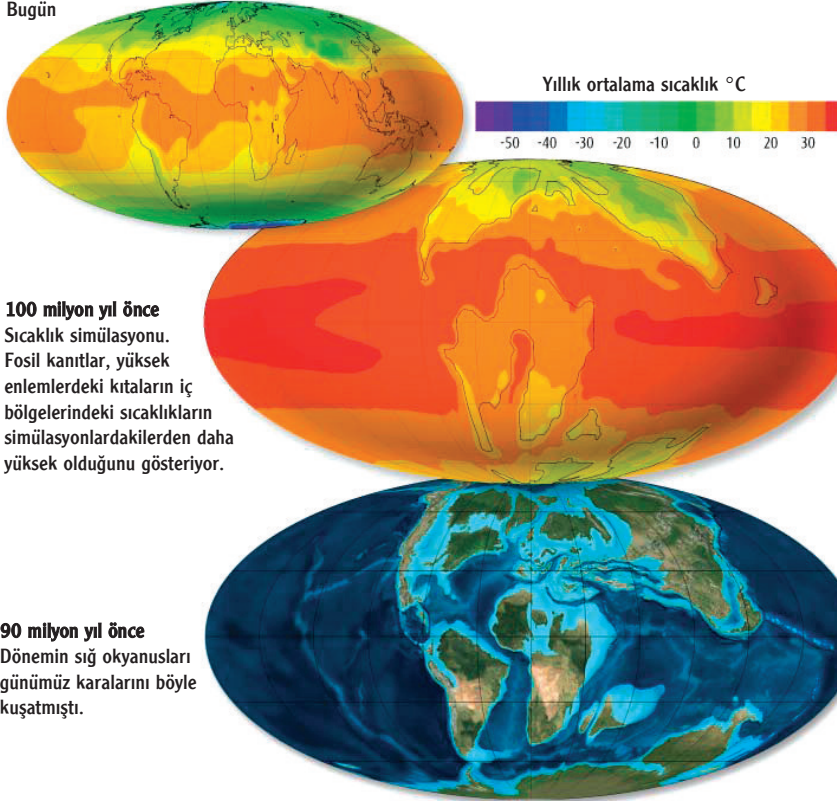 Bugün
Yıllık ortalama sıcaklık °C
-50 -40 -30 -20 -10 0 10 20 30
100 milyon yıl önce
Sıcaklık simülasyonu.
Fosil kanıtlar, yüksek
enlemlerdeki kıtaların iç
bölgelerindeki sıcaklıkların
simülasyonlardakilerden daha
yüksek olduğunu gösteriyor.
90 milyon yıl önce
Dönemin sığ okyanusları
günümüz karalarını böyle
kuşatmıştı.